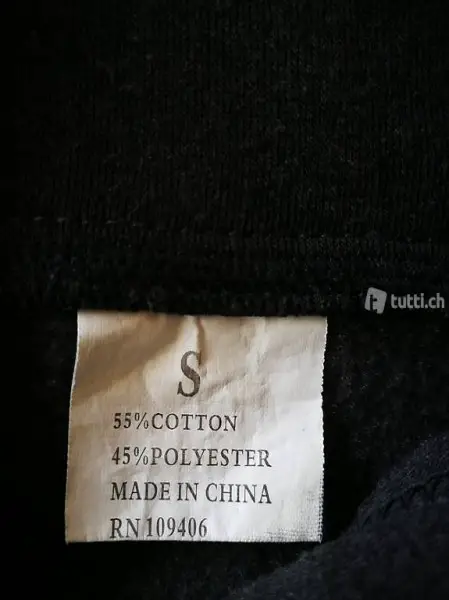 tutti.ch
S
55%COTTON
45%POLYESTER
MADE IN CHINA
RN 109406